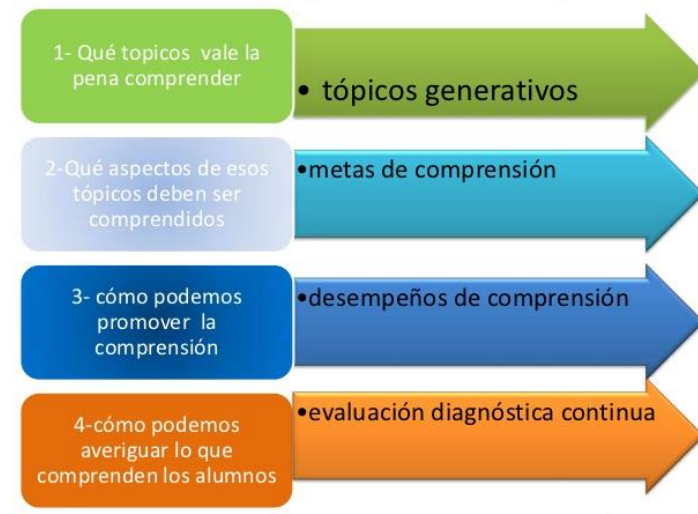 1- Qué topicos vale la
pena comprender
• tópicos generativos
2-Qué aspectos de esos
tópicos deben ser
comprendidos
•metas de comprensión
3- cómo podemos
promover la
comprensión
•desempeños de comprensión
4-cómo podemos
averiguar lo que
comprenden los alumnos
•evaluación diagnóstica continua